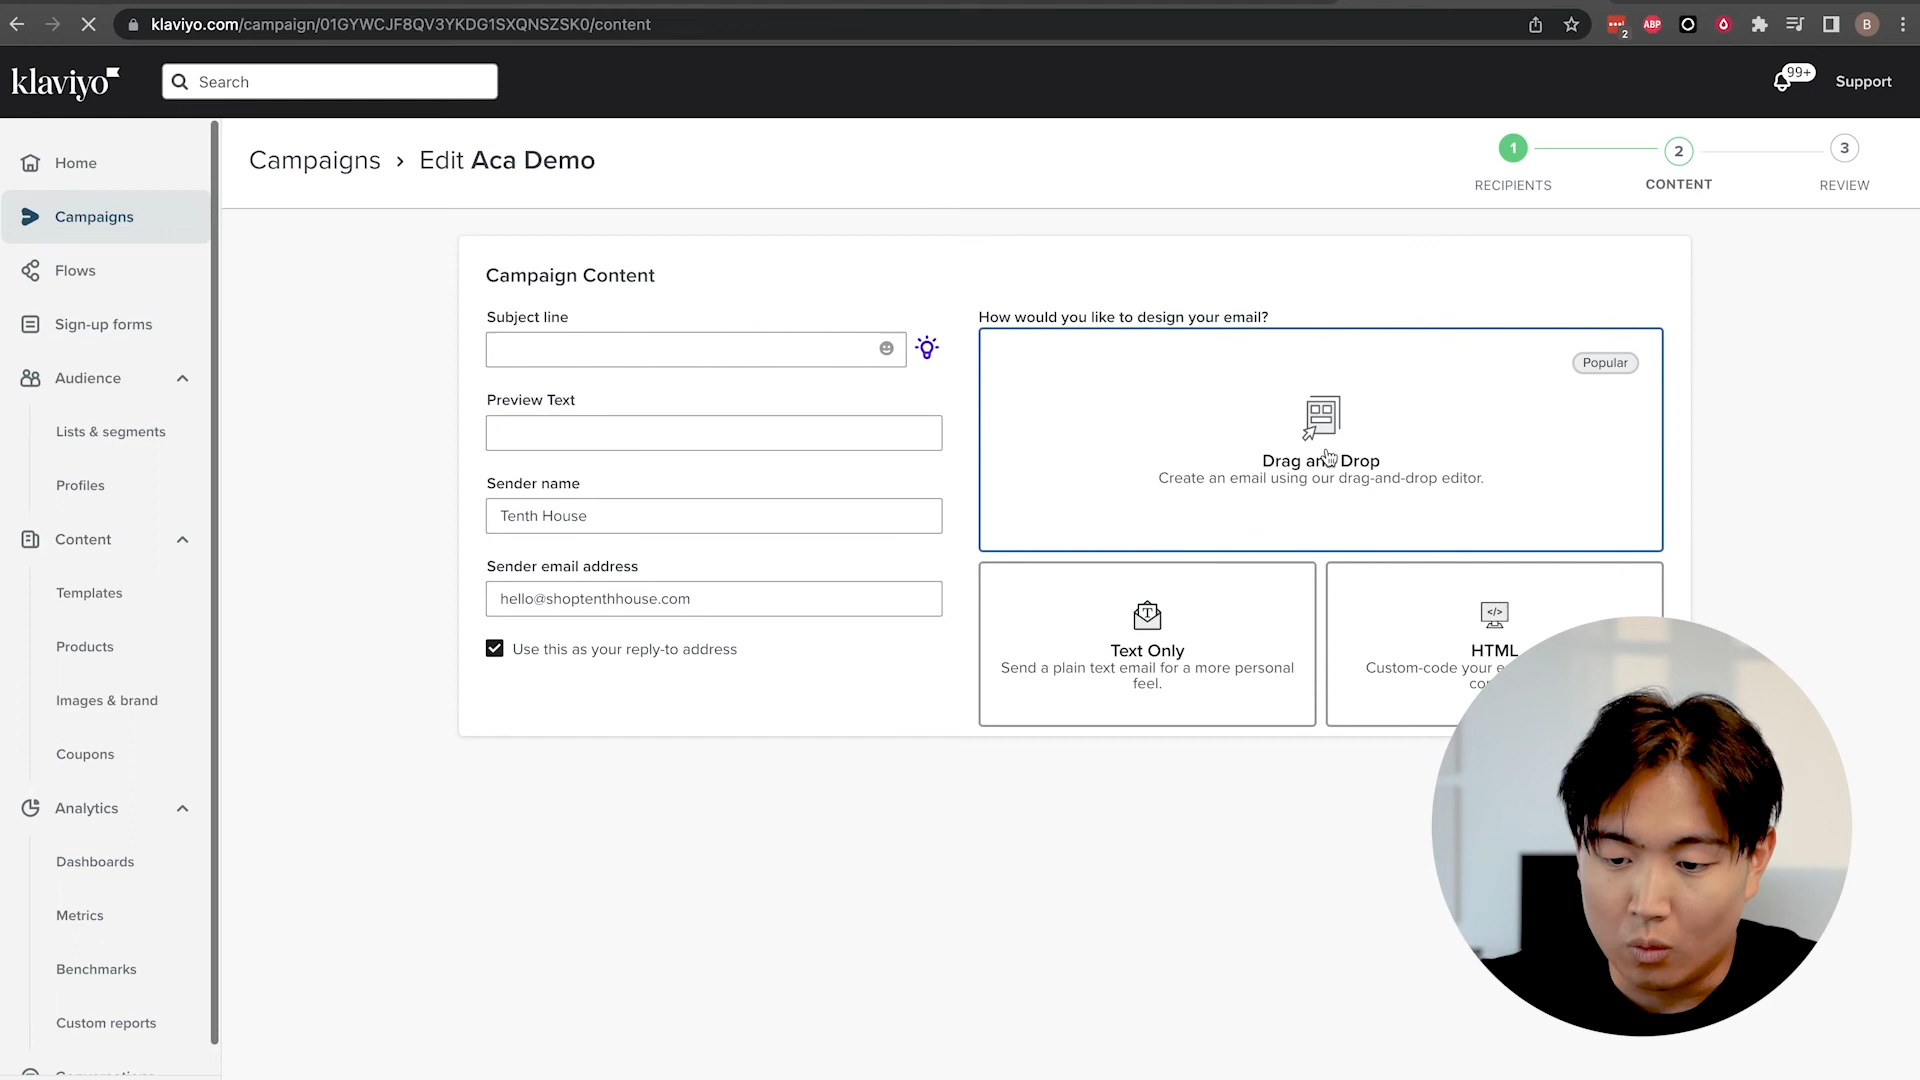 klaviyo.com/campaign/01GYWCJF8QV3YKDG1SXQNSZSK0/content
2
ABP
B
klaviyo
Search
99+
Support
Home
Campaigns
Flows
Sign-up forms
Audience
Lists & segments
Profiles
Content
Templates
Products
Images & brand
Coupons
Analytics
Dashboards
Metrics
Benchmarks
Custom reports
Campaigns › Edit Aca Demo
1
RECIPIENTS
2
CONTENT
3
REVIEW
Campaign Content
Subject line
Preview Text
Sender name
Tenth House
Sender email address
hello@shoptenthhouse.com
Use this as your reply-to address
How would you like to design your email?
Popular
Drag and Drop
Create an email using our drag-and-drop editor.
T
Text Only
Send a plain text email for a more personal
feel.
</>
HTML
Custom-code your